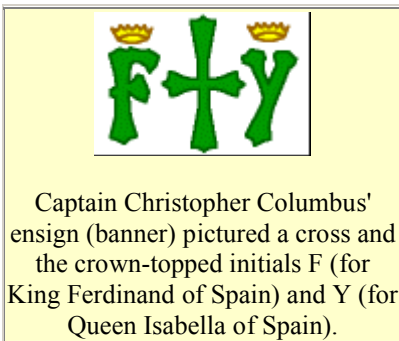 F Y
Captain Christopher Columbus'
ensign (banner) pictured a cross and
the crown-topped initials F (for
King Ferdinand of Spain) and Y (for
Queen Isabella of Spain).